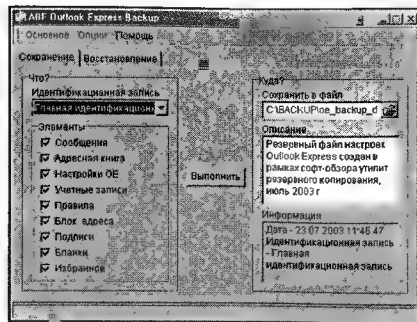 ABF Outlook Express Backup
Основное Опции Помощь
Сохранение Восстановление
Что?
Идентификационная запись
Главная идентификацион
Элементы
Сообщения
Адресная книга
Настройки ОЕ
Учетные записи
Правила
Блок. адреса
Подписи
Бланки
Избранное
Выполнить
Куда?
Сохранить в файл
C:\BACKUP\oe_backup_d
Описание
Резервный файл настроек
Outlook Express создан в
рамках софт-обзора утилит
резервного копирования,
июль 2003 г
Информация
Дата - 23 07 2003 11:46 47
Идентификационная запись
- Главная
идентификационная запись